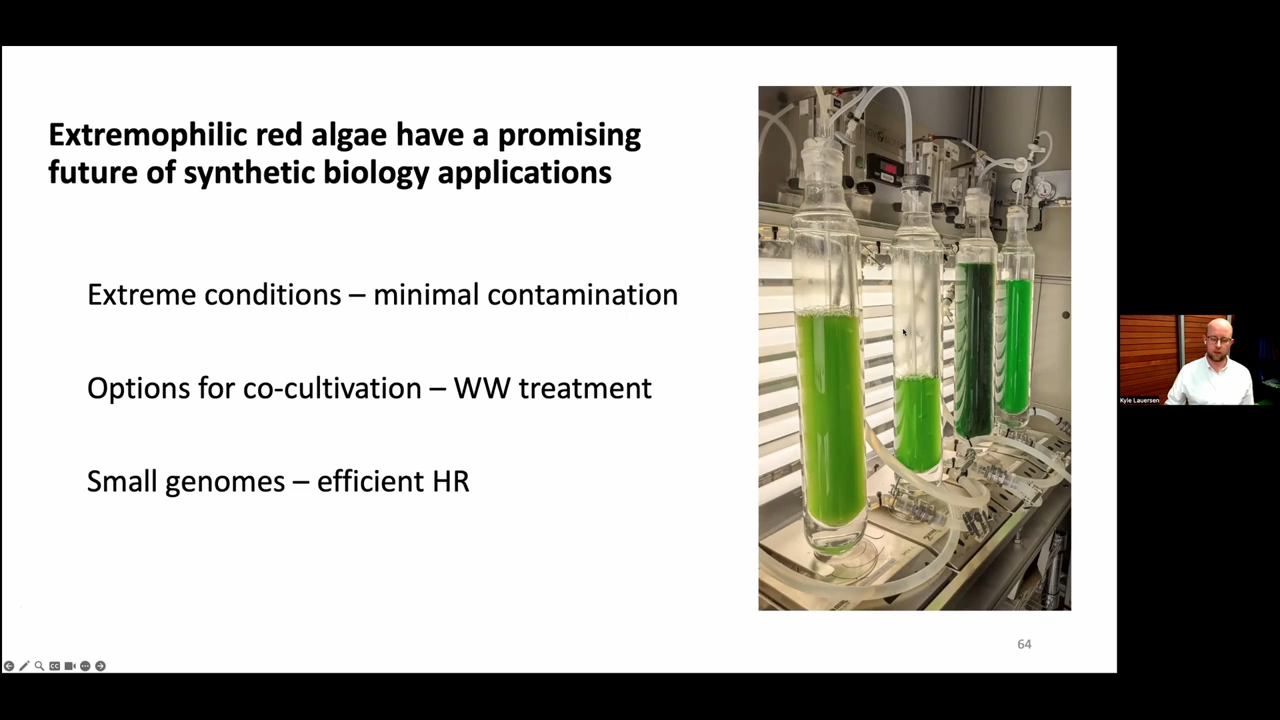 Extremophilic red algae have a promising
future of synthetic biology applications
Extreme conditions – minimal contamination
Options for co-cultivation – WW treatment
Small genomes – efficient HR
64
Kyle Lauersen